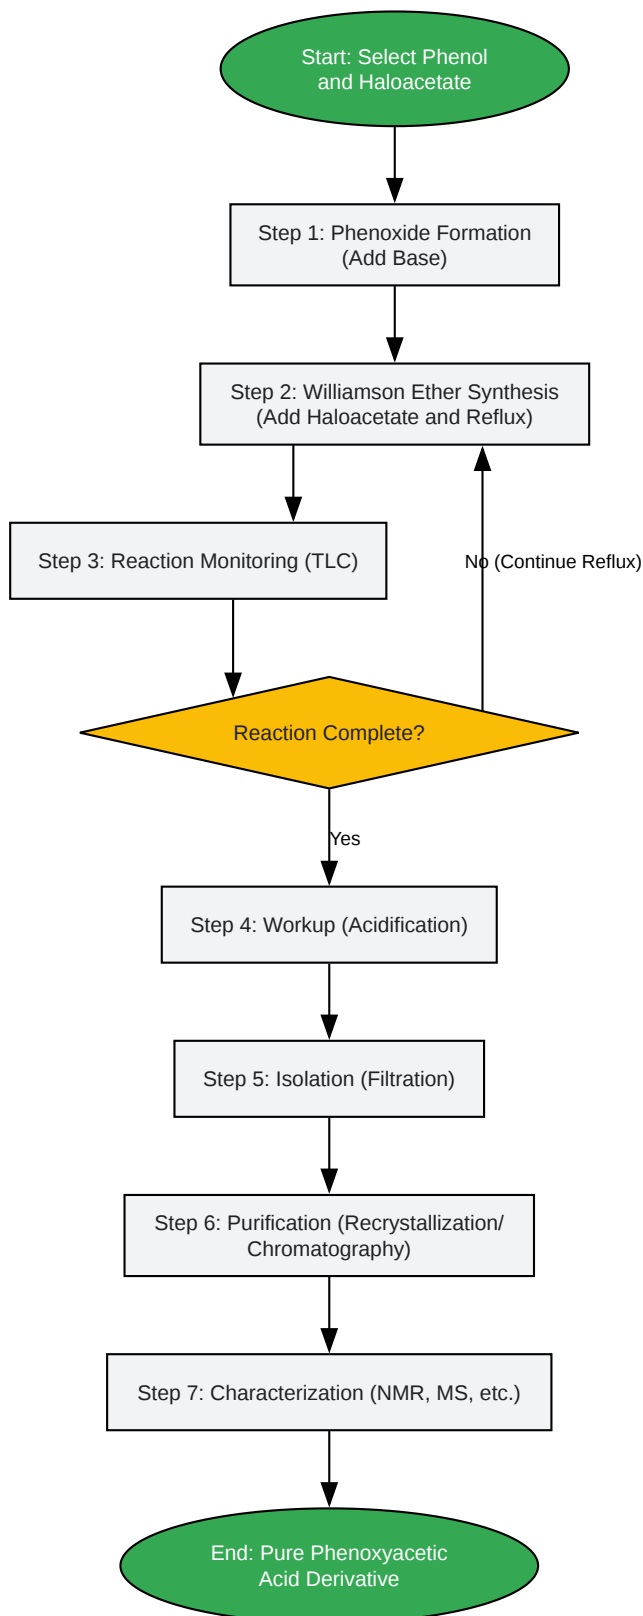 Start: Select Phenol
and Haloacetate
Step 1: Phenoxide Formation
(Add Base)
Step 2: Williamson Ether Synthesis
(Add Haloacetate and Reflux)
Step 3: Reaction Monitoring (TLC)
No (Continue Reflux)
Reaction Complete?
Yes
Step 4: Workup (Acidification)
Step 5: Isolation (Filtration)
Step 6: Purification (Recrystallization/
Chromatography)
Step 7: Characterization (NMR, MS, etc.)
End: Pure Phenoxyacetic
Acid Derivative